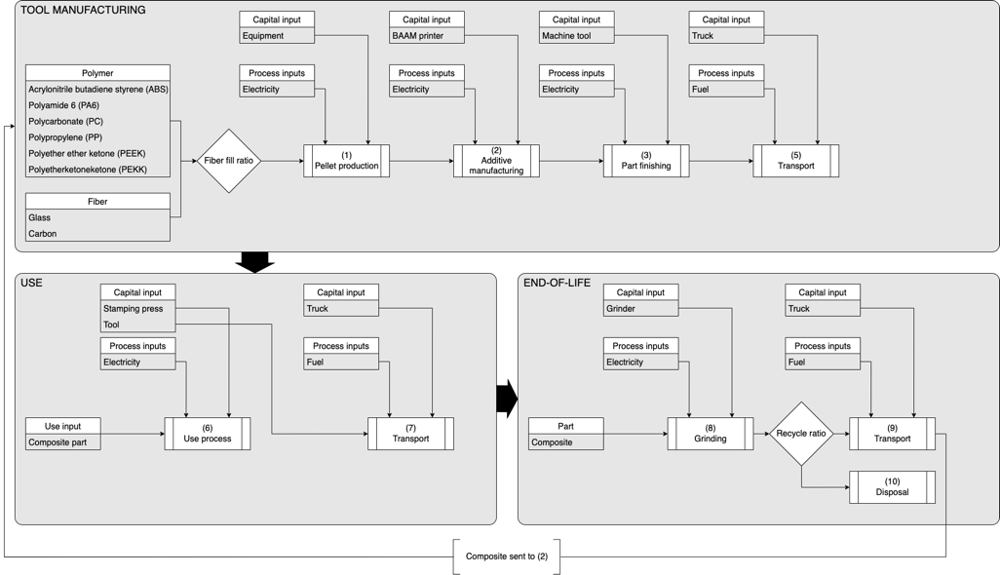 TOOL MANUFACTURING
Capital input
Equipment
Capital input
BAAM printer
Capital input
Machine tool
Capital input
Truck
Process inputs
Electricity
Process inputs
Electricity
Process inputs
Electricity
Process inputs
Fuel
Polymer
Acrylonitrile butadiene styrene (ABS)
Polyamide 6 (PA6)
Polycarbonate (PC)
Polypropylene (PP)
Polyether ether ketone (PEEK)
Polyetherketoneketone (PEKK)
Fiber
Glass
Carbon
Fiber fill ratio
(1)
Pellet production
(2)
Additive
manufacturing
(3)
Part finishing
(5)
Transport
USE
Capital input
Stamping press
Tool
Process inputs
Electricity
Capital input
Truck
Process inputs
Fuel
Use input
Composite part
(6)
Use process
(7)
Transport
END-OF-LIFE
Capital input
Grinder
Process inputs
Electricity
Capital input
Truck
Process inputs
Fuel
Part
Composite
(8)
Grinding
Recycle ratio
(9)
Transport
(10)
Disposal
Composite sent to (2)